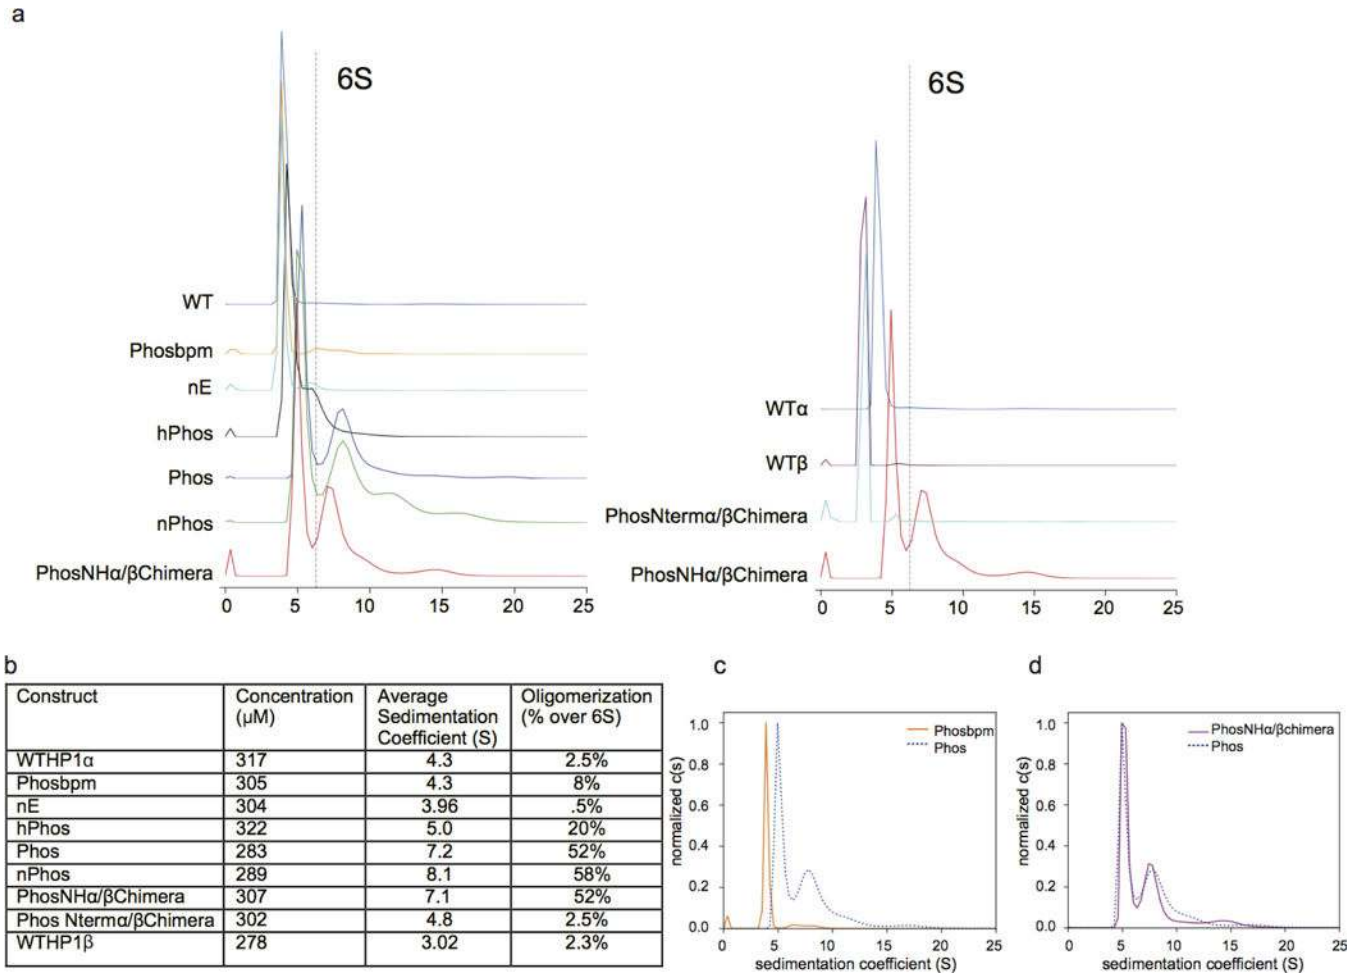 a
6S
WT
Phosbpm
nE
hPhos
Phos
nPhos
PhosNHα/βChimera
0 5 10 15 20 25
6S
WTα
WTβ
PhosNtermα/βChimera
PhosNHα/βChimera
0 5 10 15 20 25
b
Construct Concentration (µM) Average Sedimentation Coefficient (S) Oligomerization (% over 6S)
WTHP1α 317 4.3 2.5%
Phosbpm 305 4.3 8%
nE 304 3.96 .5%
hPhos 322 5.0 20%
Phos 283 7.2 52%
nPhos 289 8.1 58%
PhosNHα/βChimera 307 7.1 52%
Phos Ntermα/βChimera 302 4.8 2.5%
WTHP1β 278 3.02 2.3%
c
normalized c(s)
1.0
0.8
0.6
0.4
0.2
0.0
Phosbpm
Phos
0 5 10 15 20 25
sedimentation coefficient (S)
d
normalized c(s)
1.0
0.8
0.6
0.4
0.2
0.0
PhosNHα/βchimera
Phos
0 5 10 15 20 25
sedimentation coefficient (S)